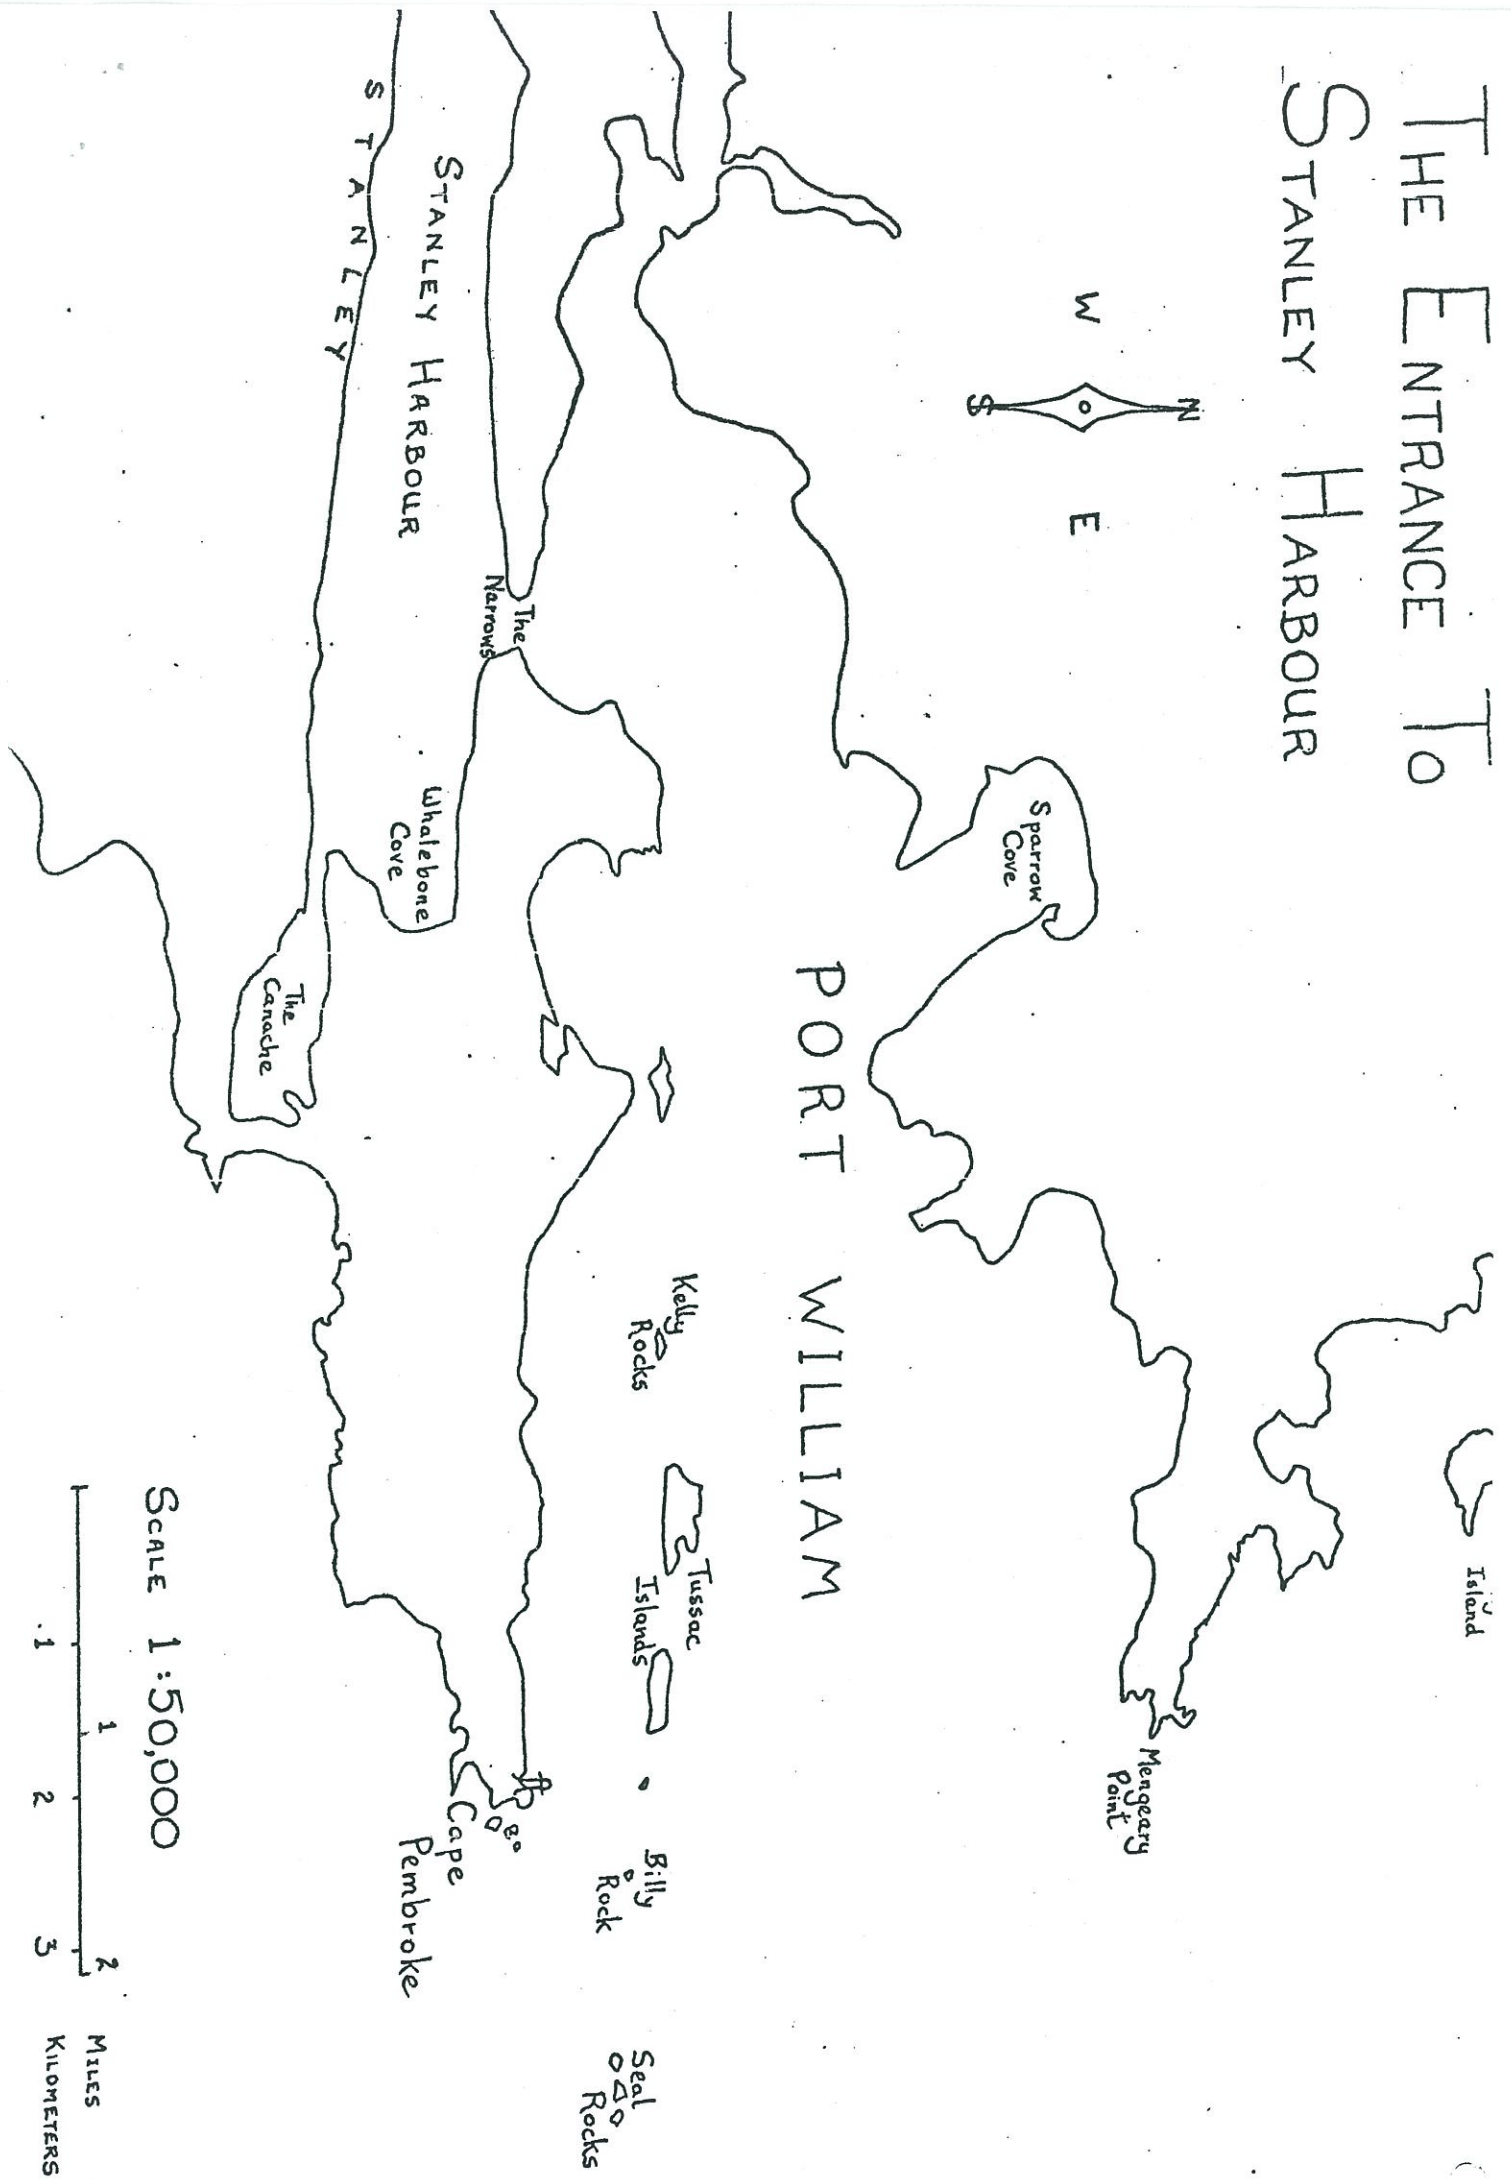 THE ENTRANCE TO
STANLEY HARBOUR
N
W
E
S
Island
Mengeary
Point
Sparrow
Cove
PORT WILLIAM
Kelly
Rocks
Tussac
Islands
Billy
Rock
Seal
Rocks
The
Narrows
STANLEY HARBOUR
Whalebone
Cove
Cape
Pembroke
STANLEY
The
Canache
SCALE 1:50,000
1 2 MILES
.1 2 3 KILOMETERS